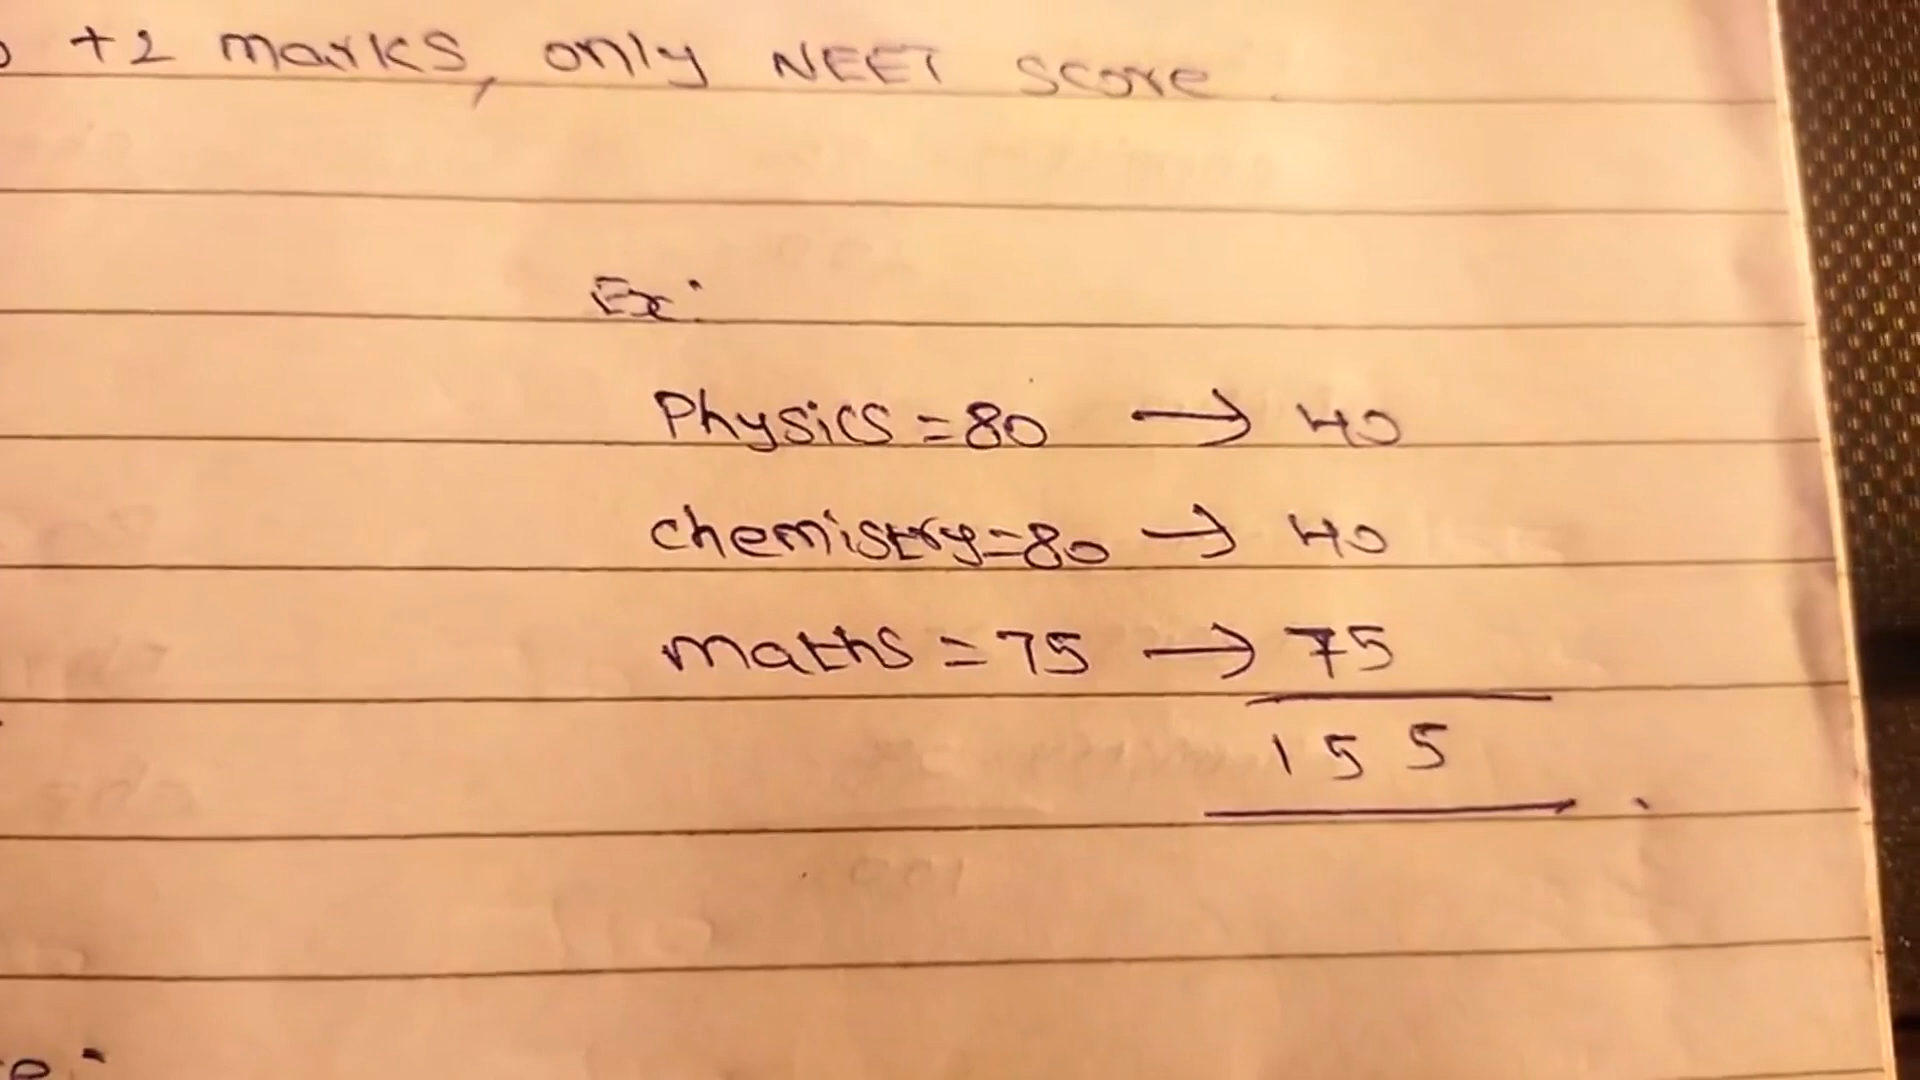 +2 marks, only NEET score
Ex:
Physics = 80 → 40
chemistry = 80 → 40
maths = 75 → 75
155